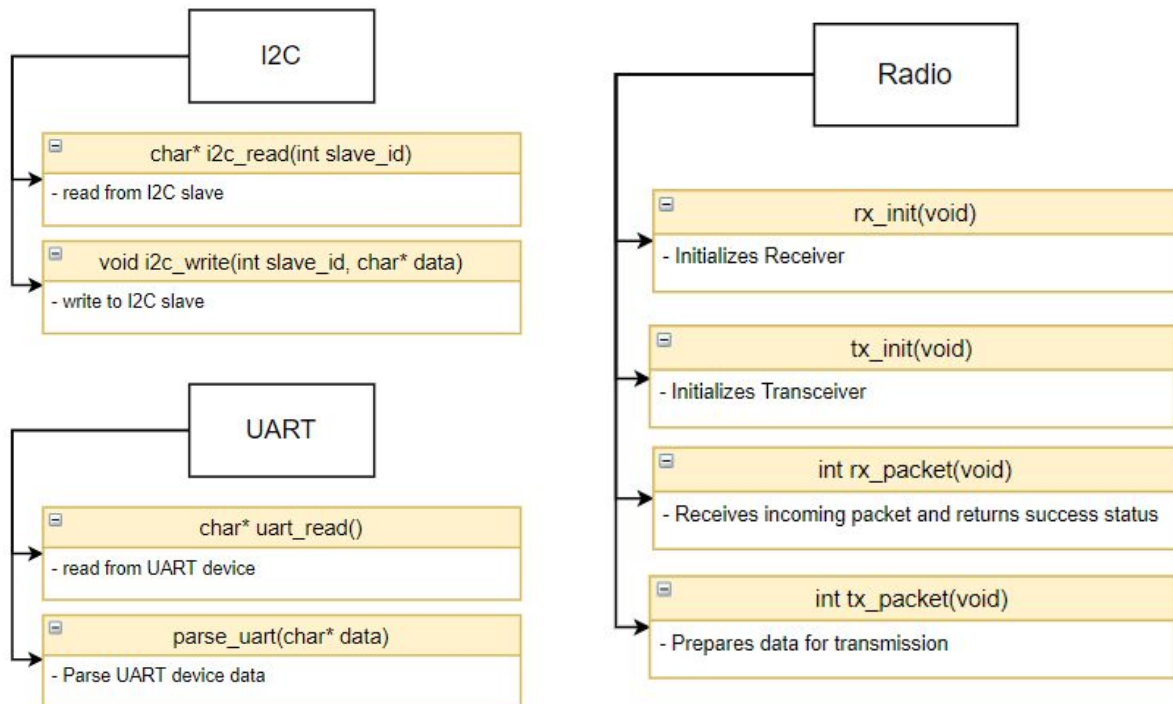 I2C
char* i2c_read(int slave_id)
- read from I2C slave
void i2c_write(int slave_id, char* data)
- write to I2C slave
UART
char* uart_read()
- read from UART device
parse_uart(char* data)
- Parse UART device data
Radio
rx_init(void)
- Initializes Receiver
tx_init(void)
- Initializes Transceiver
int rx_packet(void)
- Receives incoming packet and returns success status
int tx_packet(void)
- Prepares data for transmission